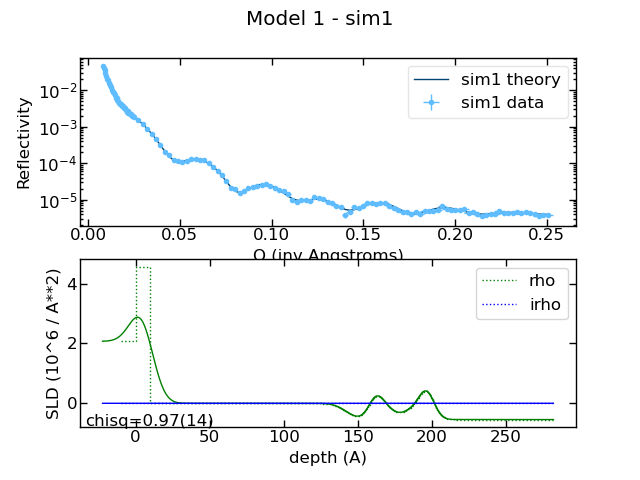 Model 1 - sim1
Reflectivity
10−2
10−3
10−4
10−5
sim1 theory
sim1 data
0.00 0.05 0.10 0.15 0.20 0.25
Q (inv Angstroms)
SLD (10^6 / A**2)
4
2
0
rho
irho
chisq=0.97(14)
0 50 100 150 200 250
depth (A)